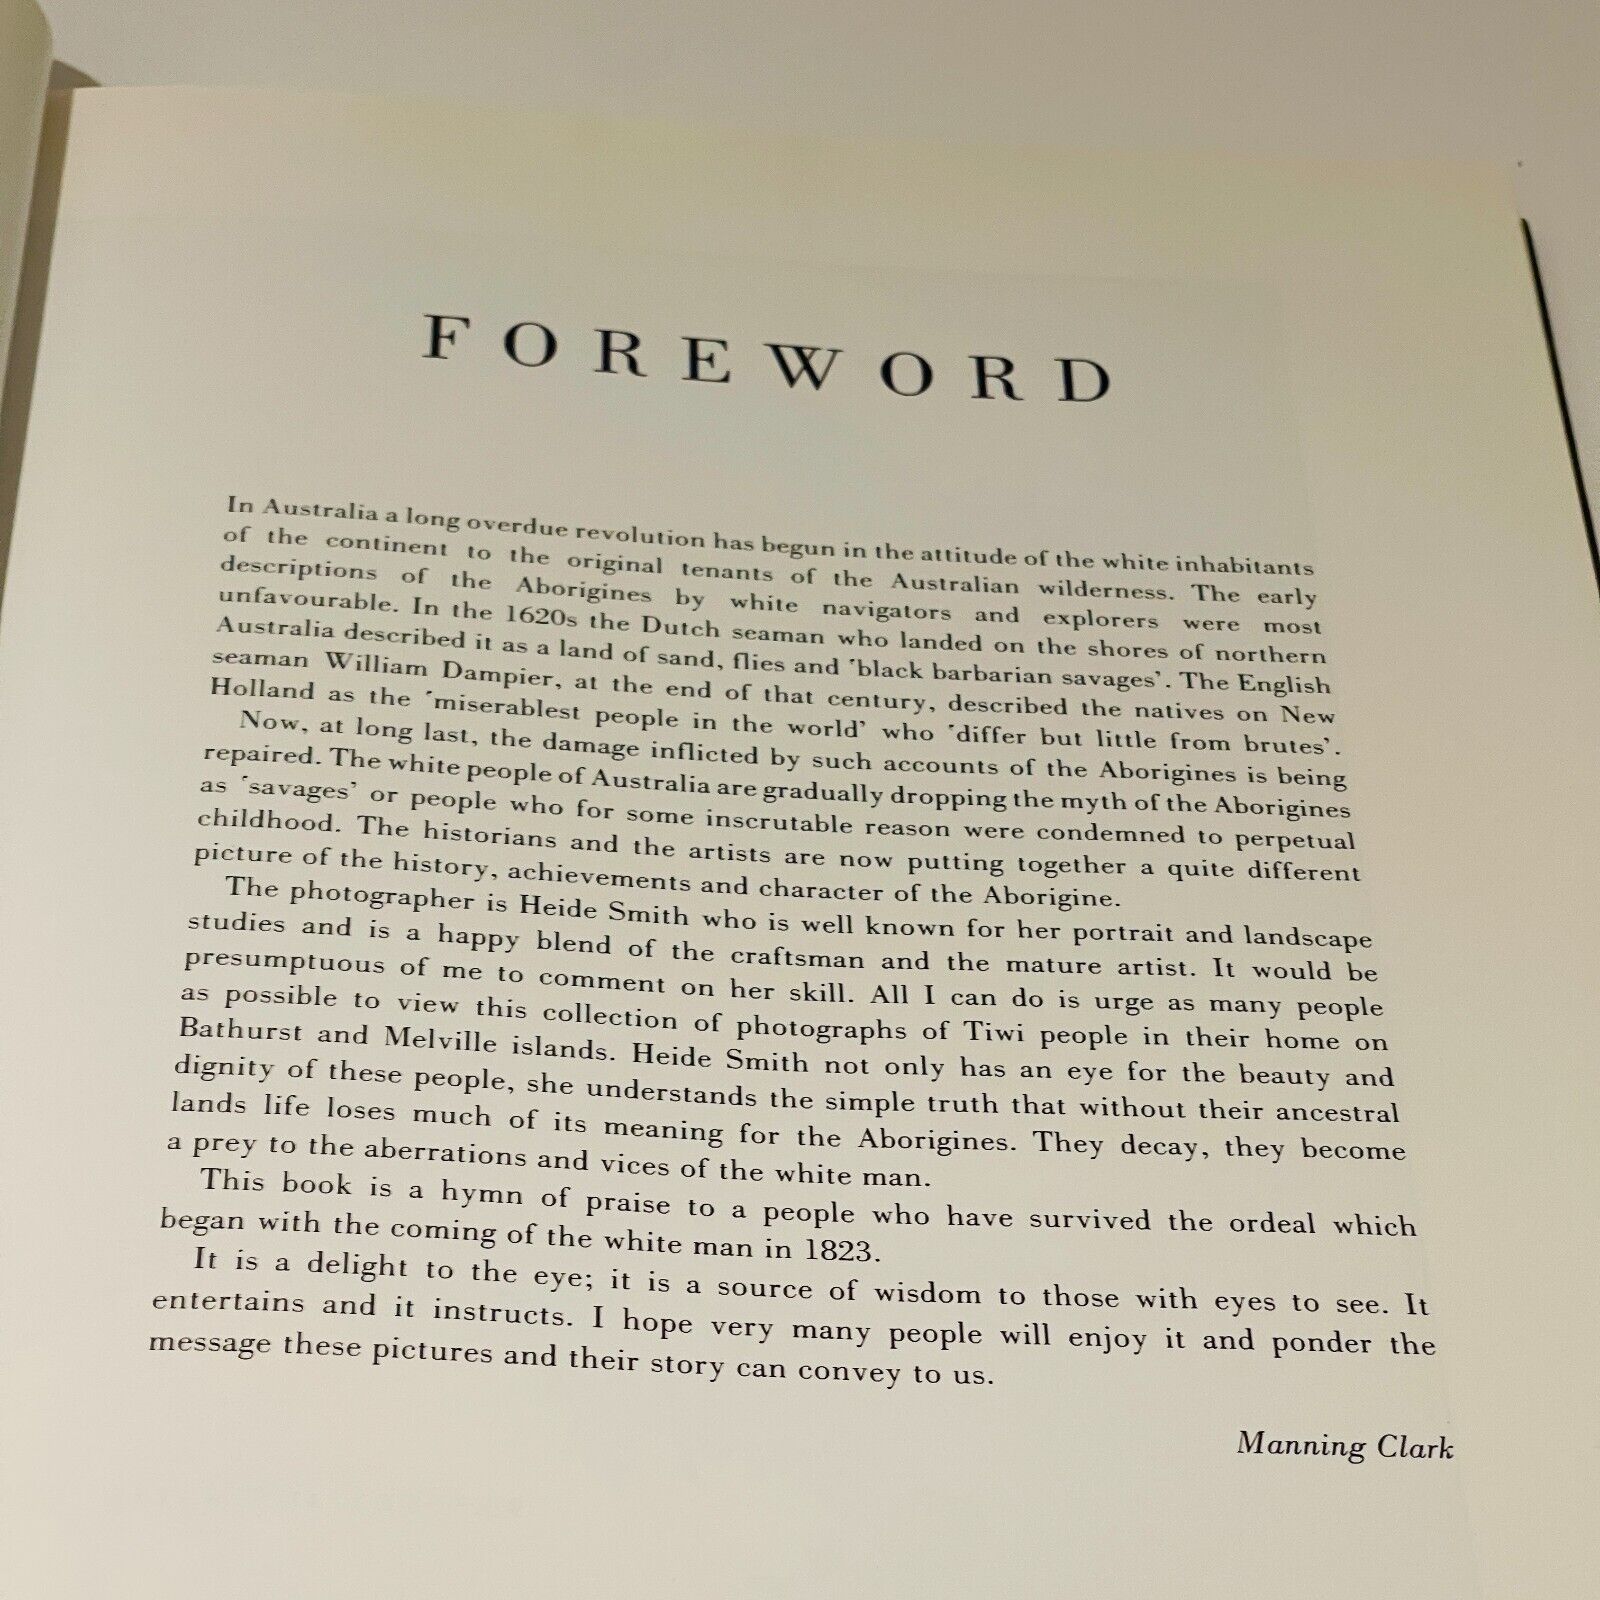 FOREWORD
In Australia a long overdue revolution has begun in the attitude of the white inhabitants
of the continent to the original tenants of the Australian wilderness. The early
descriptions of the Aborigines by white navigators and explorers were most
unfavourable. In the 1620s the Dutch seaman who landed on the shores of northern
Australia described it as a land of sand, flies and 'black barbarian savages'. The English
seaman William Dampier, at the end of that century, described the natives on New
Holland as the 'miserablest people in the world' who 'differ but little from brutes'.
Now, at long last, the damage inflicted by such accounts of the Aborigines is being
repaired. The white people of Australia are gradually dropping the myth of the Aborigines
as 'savages' or people who for some inscrutable reason were condemned to perpetual
childhood. The historians and the artists are now putting together a quite different
picture of the history, achievements and character of the Aborigine.
The photographer is Heide Smith who is well known for her portrait and landscape
studies and is a happy blend of the craftsman and the mature artist. It would be
presumptuous of me to comment on her skill. All I can do is urge as many people
as possible to view this collection of photographs of Tiwi people in their home on
Bathurst and Melville islands. Heide Smith not only has an eye for the beauty and
dignity of these people, she understands the simple truth that without their ancestral
lands life loses much of its meaning for the Aborigines. They decay, they become
a prey to the aberrations and vices of the white man.
This book is a hymn of praise to a people who have survived the ordeal which
began with the coming of the white man in 1823.
It is a delight to the eye; it is a source of wisdom to those with eyes to see. It
entertains and it instructs. I hope very many people will enjoy it and ponder the
message these pictures and their story can convey to us.
Manning Clark